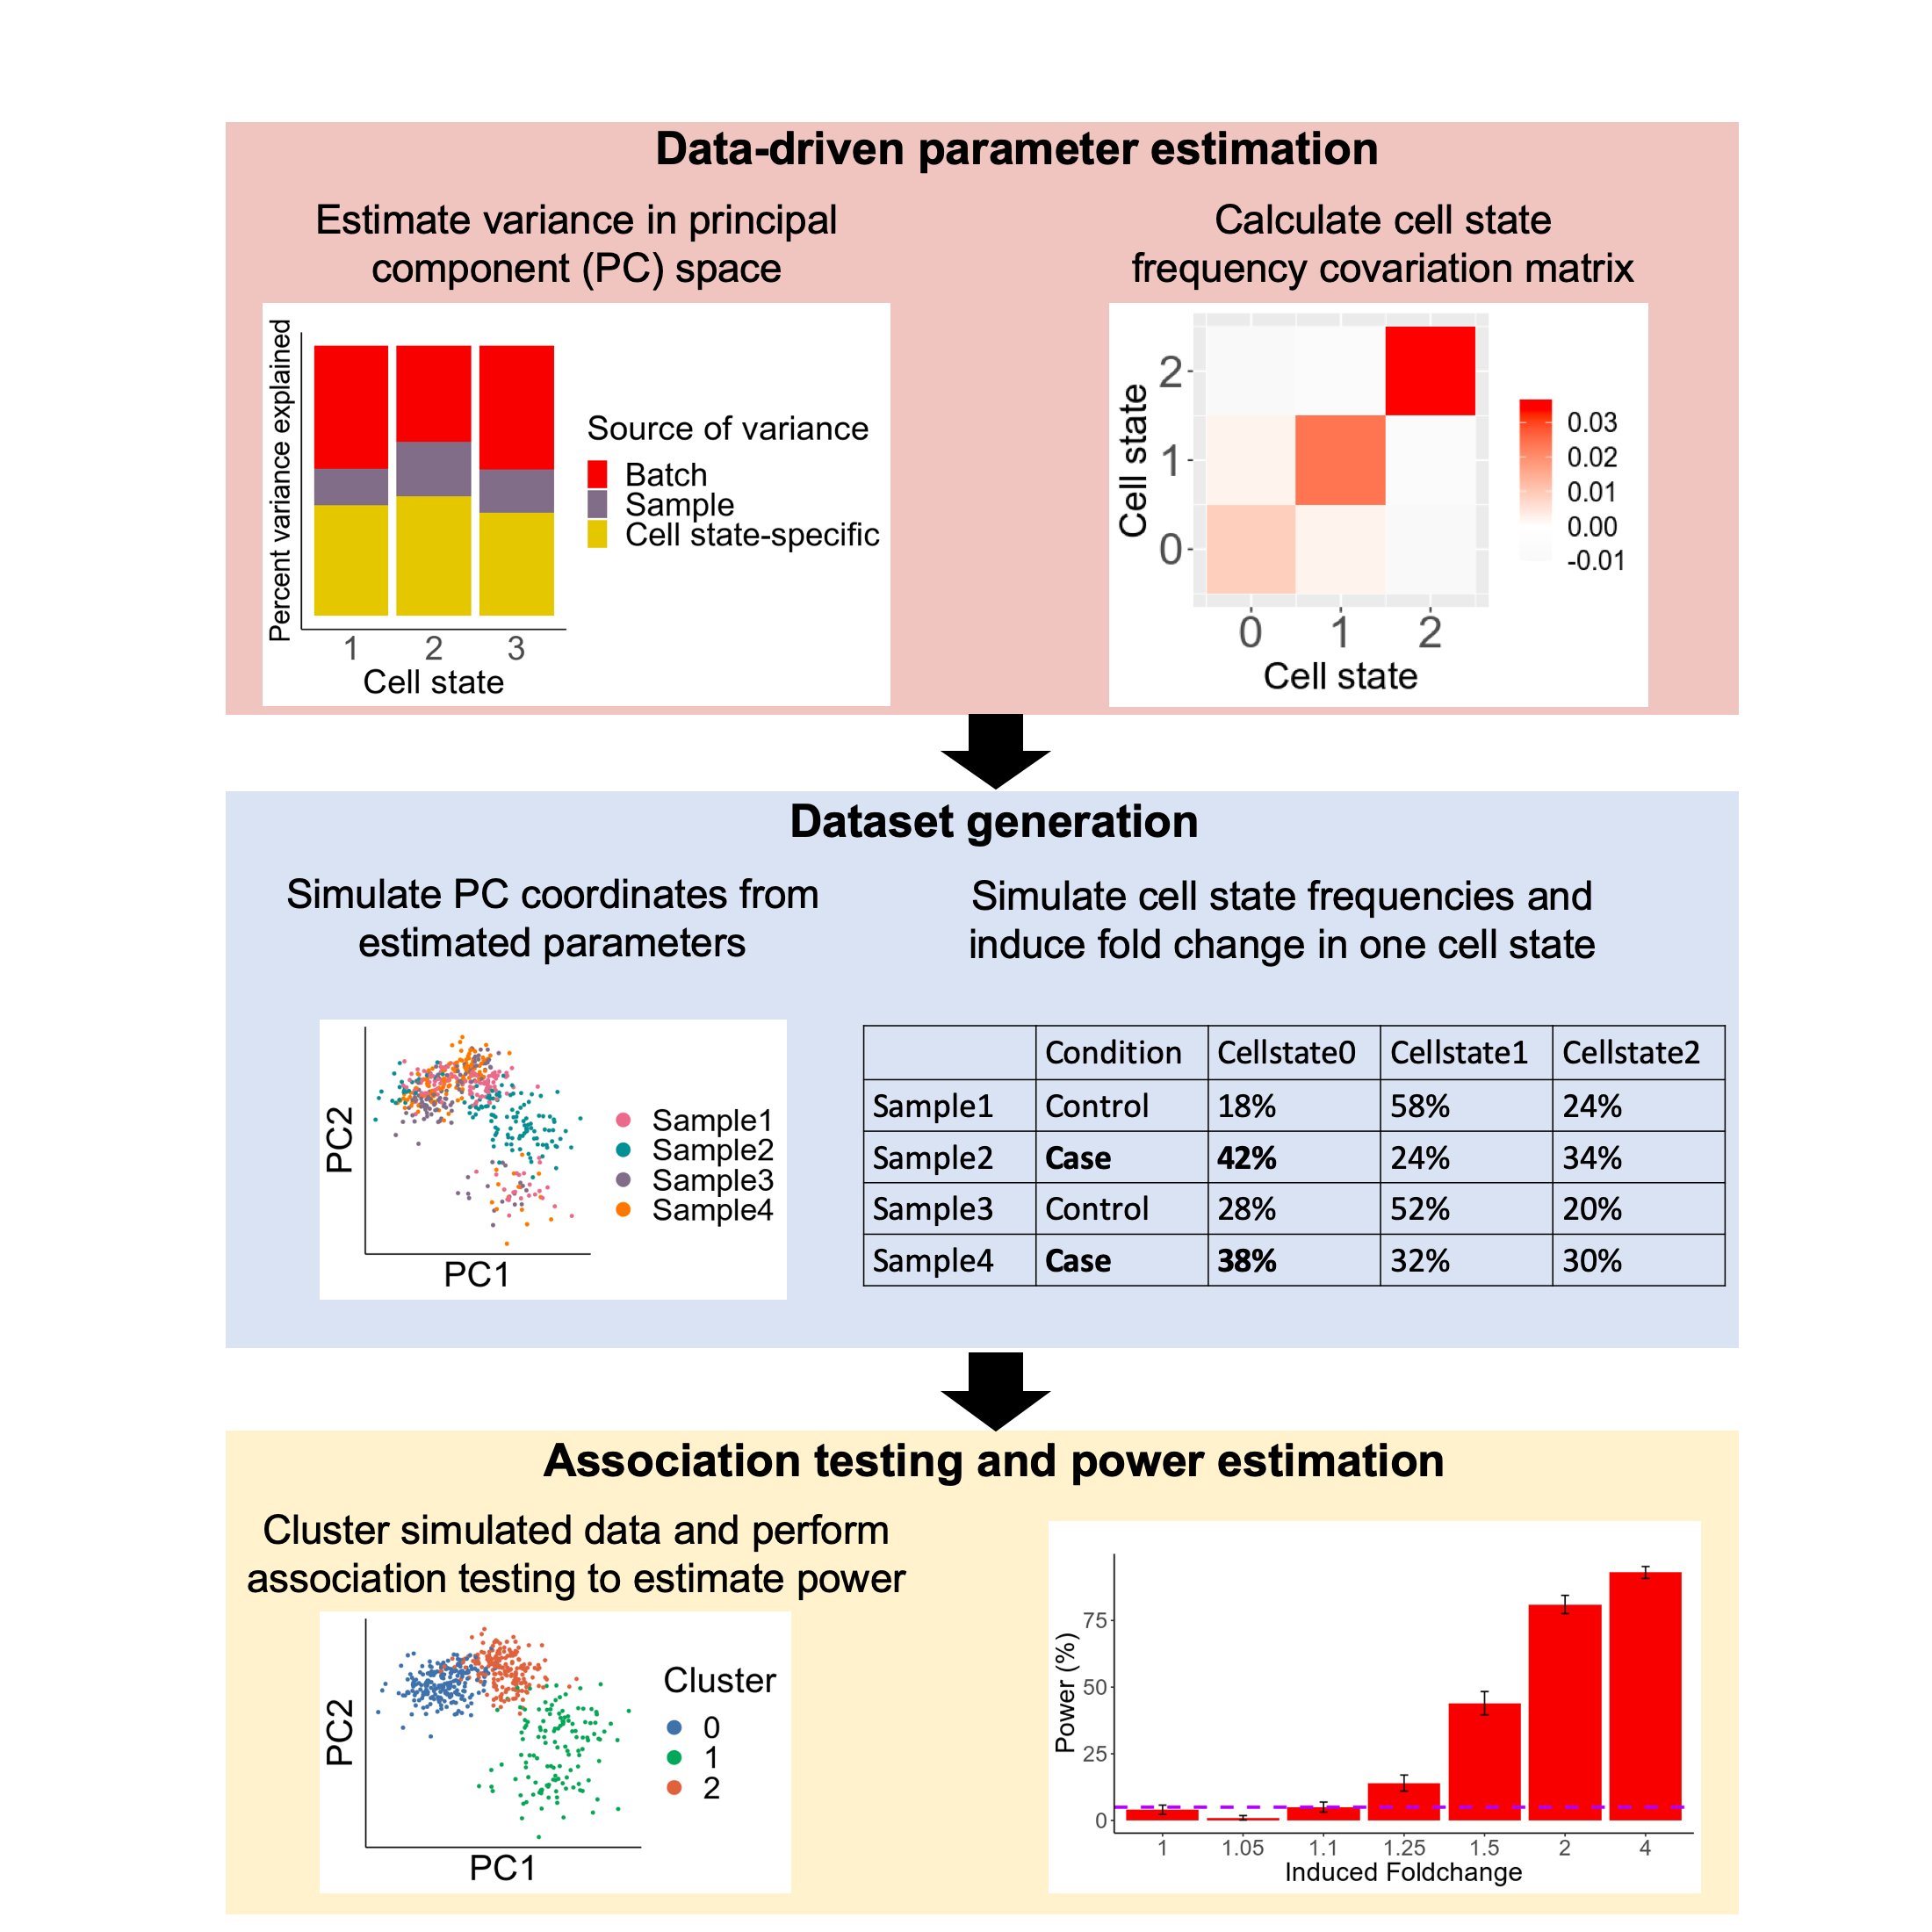 Data-driven parameter estimation
Estimate variance in principal
component (PC) space
Percent variance explained
1 2 3
Cell state
Source of variance
Batch
Sample
Cell state-specific
Calculate cell state
frequency covariation matrix
Cell state
2
1
0
0 1 2
Cell state
0.03
0.02
0.01
0.00
-0.01
Dataset generation
Simulate PC coordinates from
estimated parameters
PC2
PC1
Sample1
Sample2
Sample3
Sample4
Simulate cell state frequencies and
induce fold change in one cell state
Condition Cellstate0 Cellstate1 Cellstate2
Sample1 Control 18% 58% 24%
Sample2 Case 42% 24% 34%
Sample3 Control 28% 52% 20%
Sample4 Case 38% 32% 30%
Association testing and power estimation
Cluster simulated data and perform
association testing to estimate power
PC2
PC1
Cluster
0
1
2
Power (%)
75
50
25
0
1 1.05 1.1 1.25 1.5 2 4
Induced Foldchange